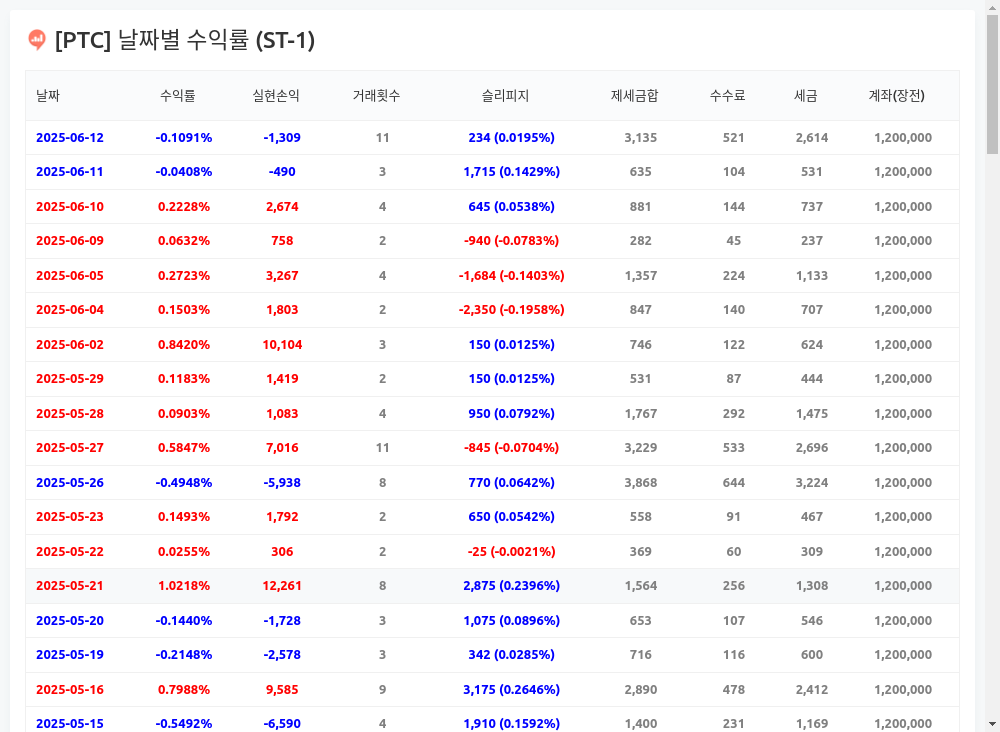 [PTC] 날짜별 수익률 (ST-1)
날짜 수익률 실현손익 거래횟수 슬리피지 제세금합 수수료 세금 계좌(장전)
2025-06-12 -0.1091% -1,309 11 234 (0.0195%) 3,135 521 2,614 1,200,000
2025-06-11 -0.0408% -490 3 1,715 (0.1429%) 635 104 531 1,200,000
2025-06-10 0.2228% 2,674 4 645 (0.0538%) 881 144 737 1,200,000
2025-06-09 0.0632% 758 2 -940 (-0.0783%) 282 45 237 1,200,000
2025-06-05 0.2723% 3,267 4 -1,684 (-0.1403%) 1,357 224 1,133 1,200,000
2025-06-04 0.1503% 1,803 2 -2,350 (-0.1958%) 847 140 707 1,200,000
2025-06-02 0.8420% 10,104 3 150 (0.0125%) 746 122 624 1,200,000
2025-05-29 0.1183% 1,419 2 150 (0.0125%) 531 87 444 1,200,000
2025-05-28 0.0903% 1,083 4 950 (0.0792%) 1,767 292 1,475 1,200,000
2025-05-27 0.5847% 7,016 11 -845 (-0.0704%) 3,229 533 2,696 1,200,000
2025-05-26 -0.4948% -5,938 8 770 (0.0642%) 3,868 644 3,224 1,200,000
2025-05-23 0.1493% 1,792 2 650 (0.0542%) 558 91 467 1,200,000
2025-05-22 0.0255% 306 2 -25 (-0.0021%) 369 60 309 1,200,000
2025-05-21 1.0218% 12,261 8 2,875 (0.2396%) 1,564 256 1,308 1,200,000
2025-05-20 -0.1440% -1,728 3 1,075 (0.0896%) 653 107 546 1,200,000
2025-05-19 -0.2148% -2,578 3 342 (0.0285%) 716 116 600 1,200,000
2025-05-16 0.7988% 9,585 9 3,175 (0.2646%) 2,890 478 2,412 1,200,000
2025-05-15 -0.5492% -6,590 4 1,910 (0.1592%) 1,400 231 1,169 1,200,000